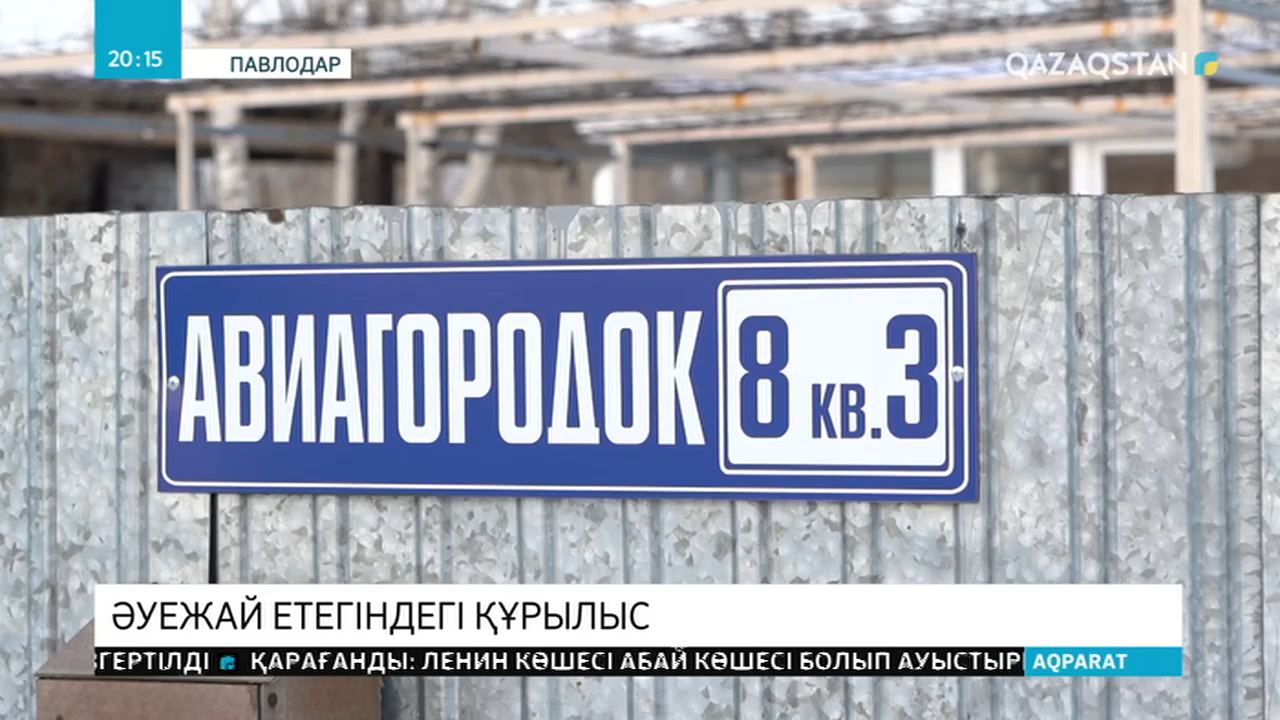 20:15
ПАВЛОДАР
QAZAQSTAN
АВИАГОРОДОК 8 КВ.3
ӘУЕЖАЙ ЕТЕГІНДЕГІ ҚҰРЫЛЫС
ГЕРТІЛДІ ҚАРАҒАНДЫ: ЛЕНИН КӨШЕСІ АБАЙ КӨШЕСІ БОЛЫП АУЫСТЫР
AQPARAT